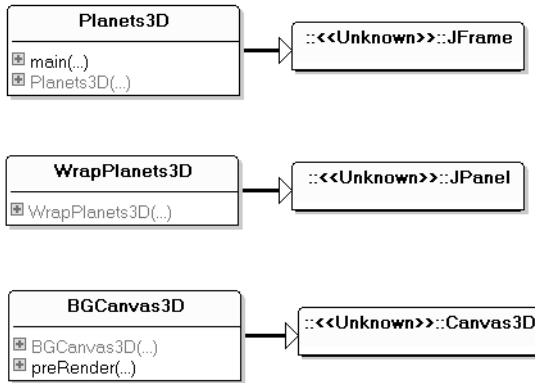 Planets3D
main(...)
Planets3D(...)
::<<Unknown>>::JFrame
WrapPlanets3D
WrapPlanets3D(...)
::<<Unknown>>::JPanel
BGCanvas3D
BGCanvas3D(...)
preRender(...)
::<<Unknown>>::Canvas3D